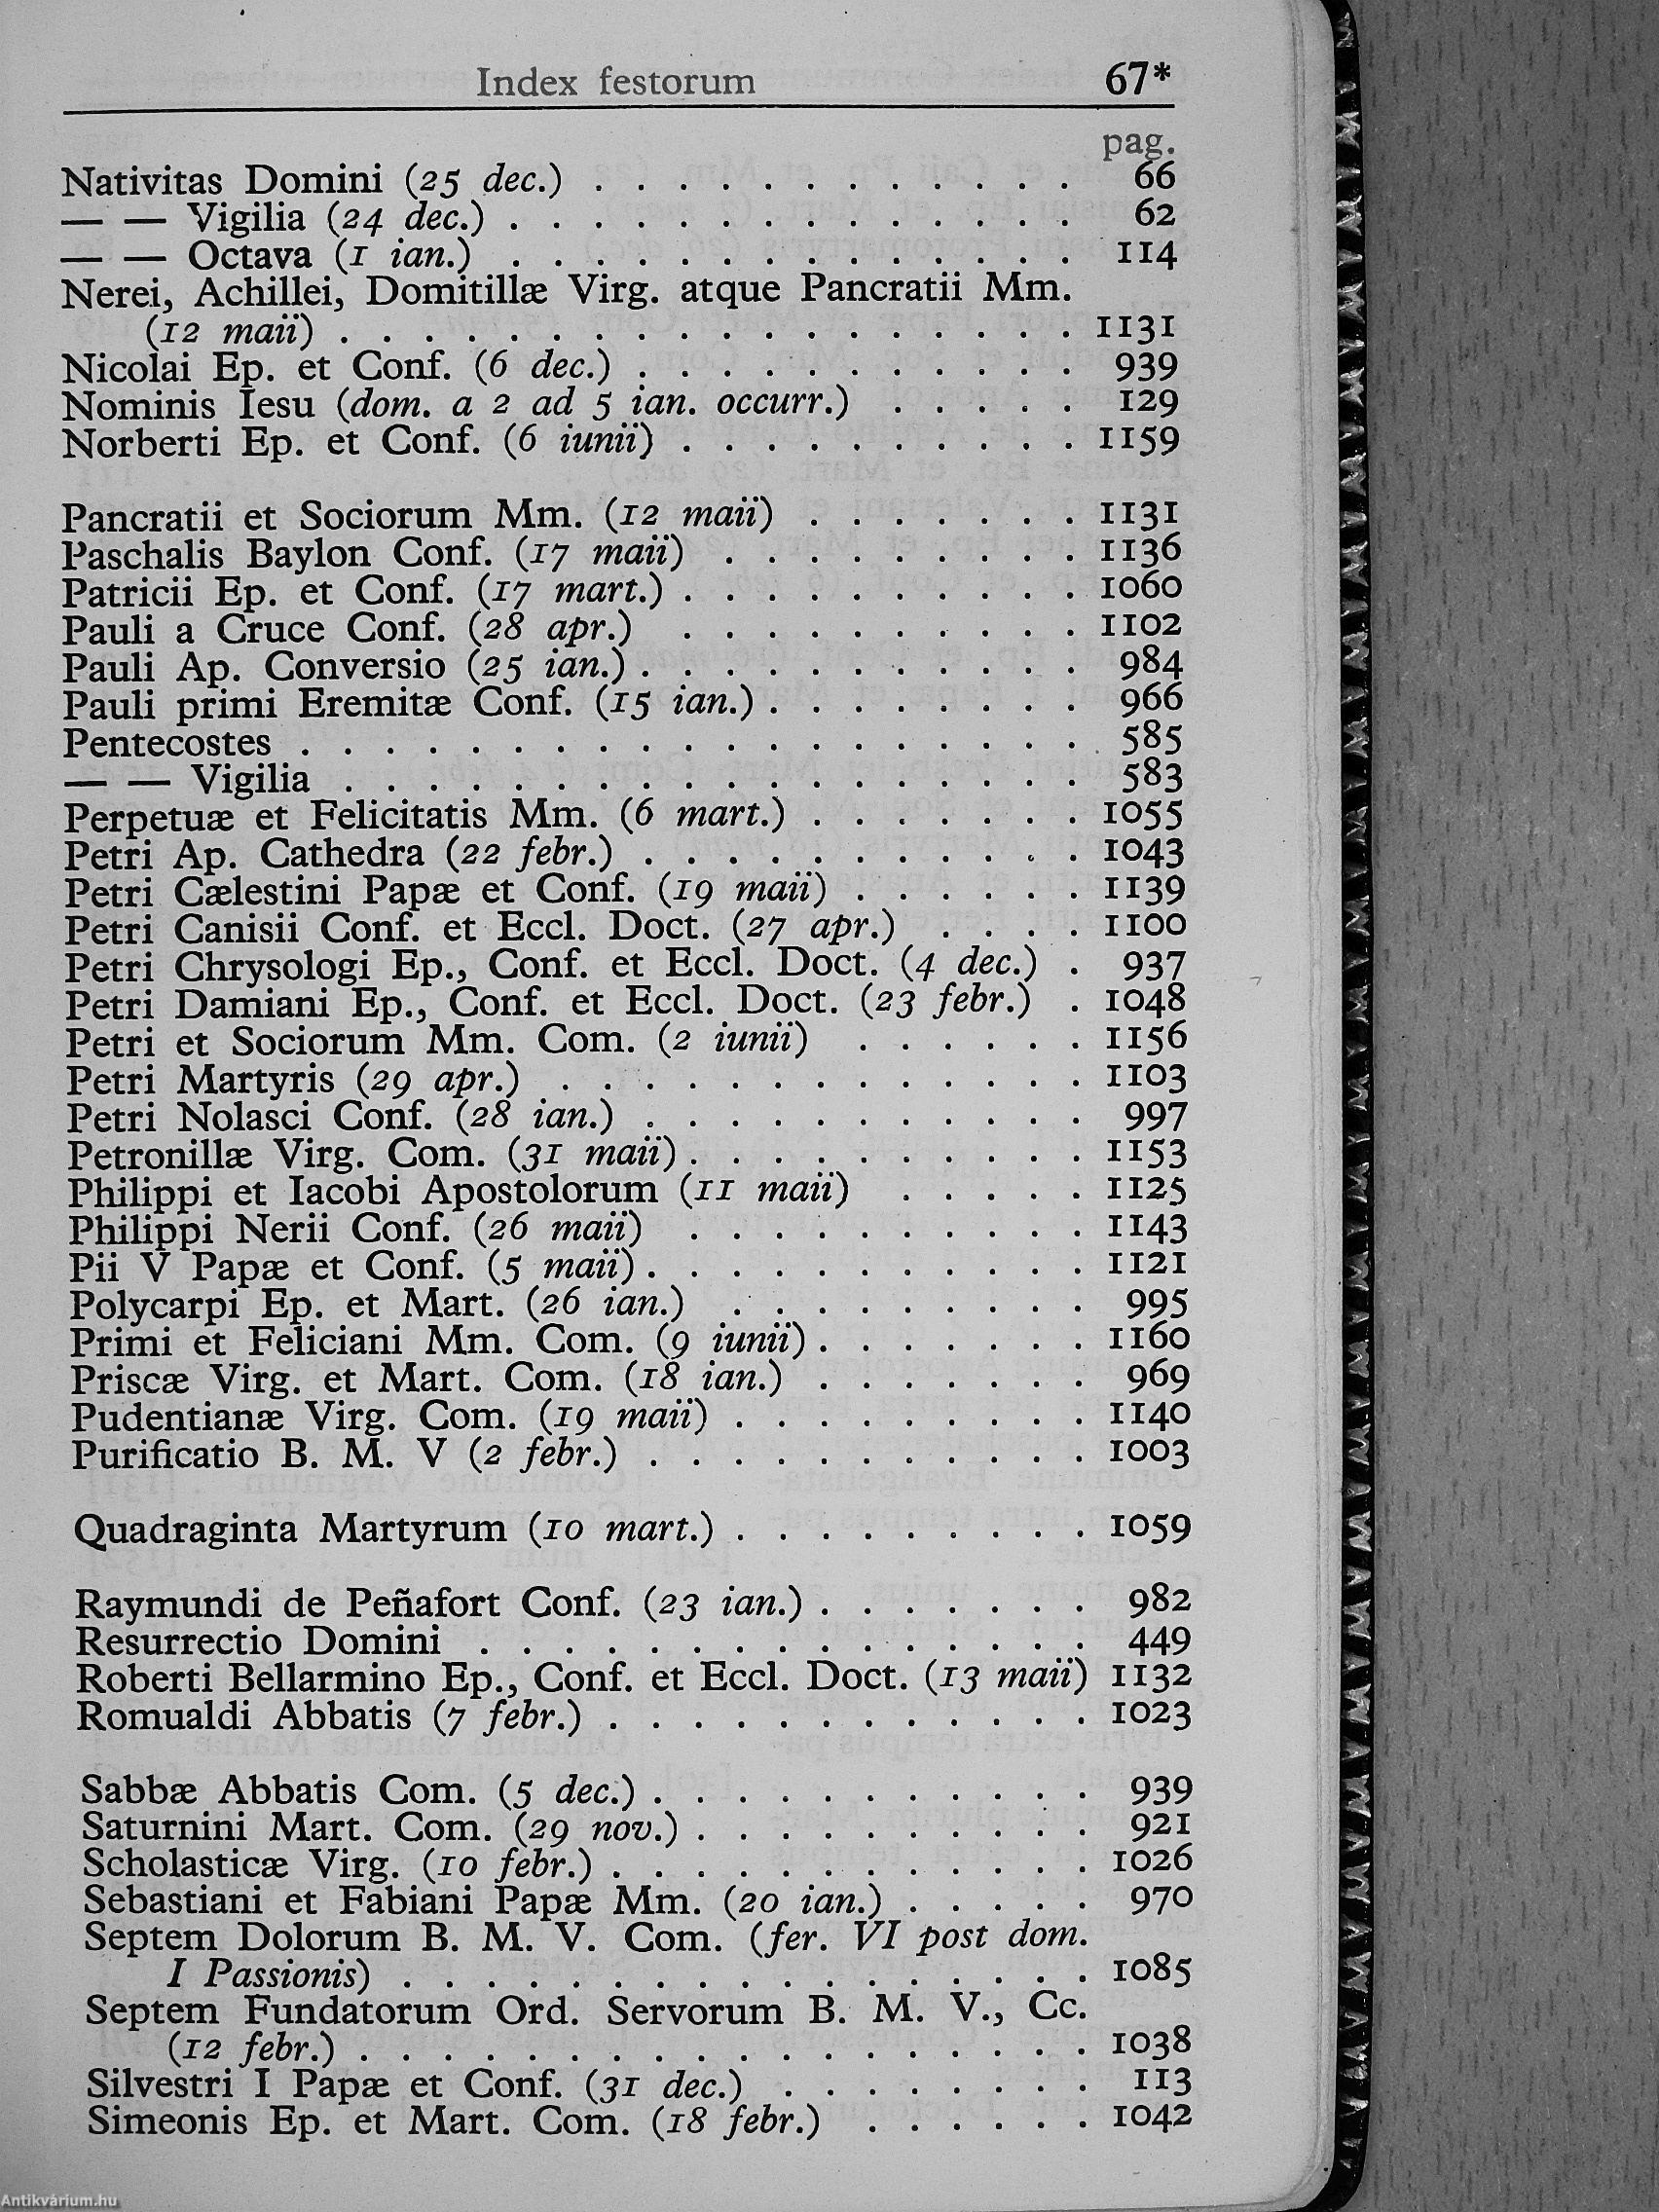 Index festorum 67*
pag.
Nativitas Domini (25 dec.) . . . . . . . . . . . . 66
— — Vigilia (24 dec.) . . . . . . . . . . . . . . 62
— — Octava (1 ian.) . . . . . . . . . . . . . . 114
Nerei, Achillei, Domitillæ Virg. atque Pancratii Mm.
(12 maii) . . . . . . . . . . . . . . . . . . 1131
Nicolai Ep. et Conf. (6 dec.) . . . . . . . . . . . 939
Nominis Iesu (dom. a 2 ad 5 ian. occurr.) . . . . . 129
Norberti Ep. et Conf. (6 iunii) . . . . . . . . . . 1159
Pancratii et Sociorum Mm. (12 maii) . . . . . . . 1131
Paschalis Baylon Conf. (17 maii) . . . . . . . . . 1136
Patricii Ep. et Conf. (17 mart.) . . . . . . . . . . 1060
Pauli a Cruce Conf. (28 apr.) . . . . . . . . . . 1102
Pauli Ap. Conversio (25 ian.) . . . . . . . . . . . 984
Pauli primi Eremitæ Conf. (15 ian.) . . . . . . . . 966
Pentecostes . . . . . . . . . . . . . . . . . . . 585
— — Vigilia . . . . . . . . . . . . . . . . . . 583
Perpetuæ et Felicitatis Mm. (6 mart.) . . . . . . . 1055
Petri Ap. Cathedra (22 febr.) . . . . . . . . . . . 1043
Petri Cælestini Papæ et Conf. (19 maii) . . . . . . 1139
Petri Canisii Conf. et Eccl. Doct. (27 apr.) . . . . 1100
Petri Chrysologi Ep., Conf. et Eccl. Doct. (4 dec.) . 937
Petri Damiani Ep., Conf. et Eccl. Doct. (23 febr.) . 1048
Petri et Sociorum Mm. Com. (2 iunii) . . . . . . 1156
Petri Martyris (29 apr.) . . . . . . . . . . . . . 1103
Petri Nolasci Conf. (28 ian.) . . . . . . . . . . . 997
Petronillæ Virg. Com. (31 maii) . . . . . . . . . . 1153
Philippi et Iacobi Apostolorum (11 maii) . . . . . 1125
Philippi Nerii Conf. (26 maii) . . . . . . . . . . 1143
Pii V Papæ et Conf. (5 maii) . . . . . . . . . . . 1121
Polycarpi Ep. et Mart. (26 ian.) . . . . . . . . . 995
Primi et Feliciani Mm. Com. (9 iunii) . . . . . . . 1160
Priscæ Virg. et Mart. Com. (18 ian.) . . . . . . . 969
Pudentianæ Virg. Com. (19 maii) . . . . . . . . . 1140
Purificatio B. M. V (2 febr.) . . . . . . . . . . . 1003
Quadraginta Martyrum (10 mart.) . . . . . . . . . 1059
Raymundi de Peñafort Conf. (23 ian.) . . . . . . . 982
Resurrectio Domini . . . . . . . . . . . . . . . 449
Roberti Bellarmino Ep., Conf. et Eccl. Doct. (13 maii) 1132
Romualdi Abbatis (7 febr.) . . . . . . . . . . . . 1023
Sabbæ Abbatis Com. (5 dec.) . . . . . . . . . . . 939
Saturnini Mart. Com. (29 nov.) . . . . . . . . . . 921
Scholasticæ Virg. (10 febr.) . . . . . . . . . . . . 1026
Sebastiani et Fabiani Papæ Mm. (20 ian.) . . . . . 970
Septem Dolorum B. M. V. Com. (fer. VI post dom.
I Passionis) . . . . . . . . . . . . . . . . . 1085
Septem Fundatorum Ord. Servorum B. M. V., Cc.
(12 febr.) . . . . . . . . . . . . . . . . . . 1038
Silvestri I Papæ et Conf. (31 dec.) . . . . . . . . 113
Simeonis Ep. et Mart. Com. (18 febr.) . . . . . . 1042
Antikvárium.hu